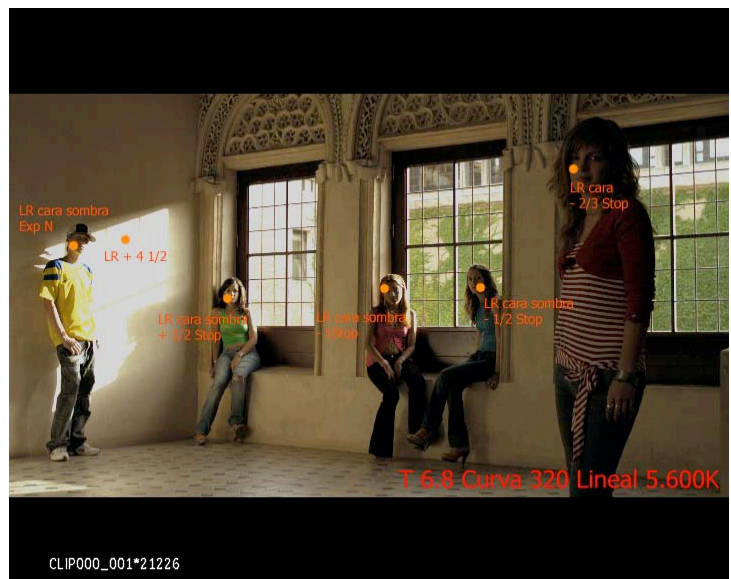 LR cara sombra
Exp N
LR + 4 1/2
LR cara sombra
+ 1/2 Stop
LR cara sombra
- 1Stop
LR cara sombra
- 1/2 Stop
LR cara
- 2/3 Stop
T 6.8 Curva 320 Lineal 5.600K
CLIP000_001*21226